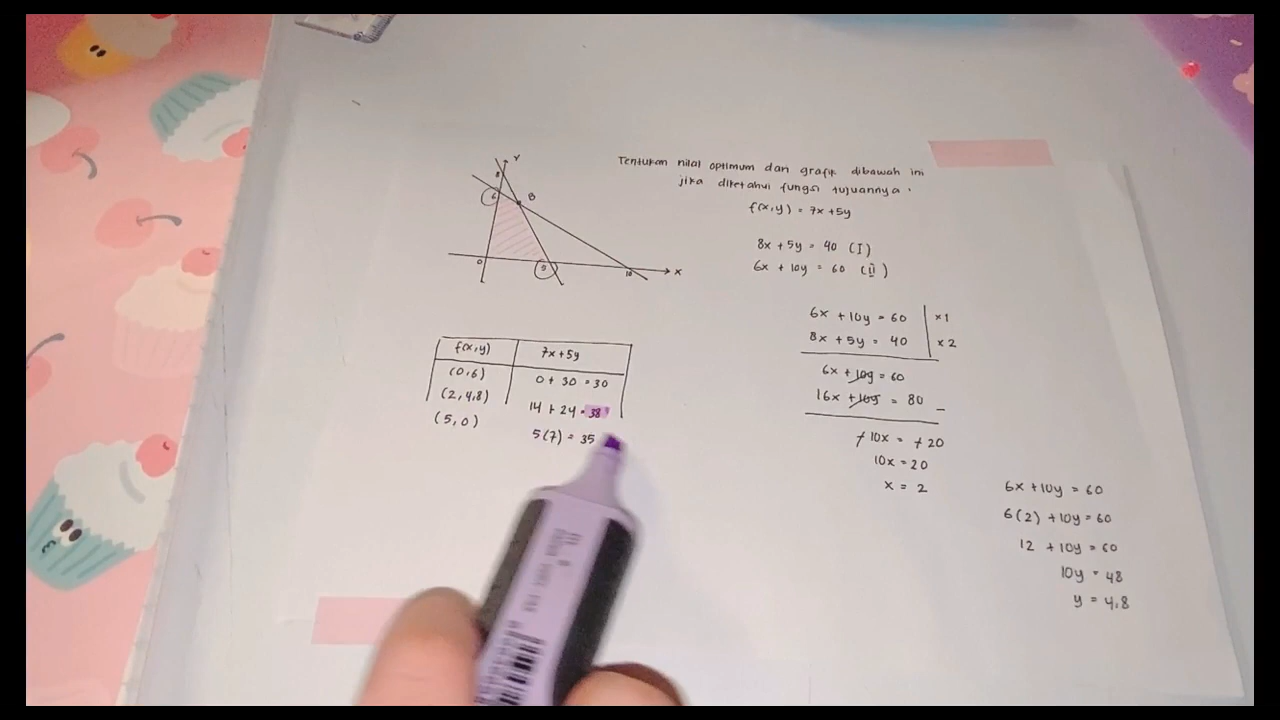 Tentukan nilai optimum dari grafik dibawah ini
jika diketahui fungsi tujuannya.
f(x,y) = 7x + 5y
8x + 5y = 40 (I)
6x + 10y = 60 (II)
Y
8
6
B
0
5
10
X
6x + 10y = 60 | x1
8x + 5y = 40 | x2
6x + 10y = 60
16x + 10y = 80 -
-10x = -20
10x = 20
x = 2
6x + 10y = 60
6(2) + 10y = 60
12 + 10y = 60
10y = 48
y = 4,8
f(x,y) 7x + 5y
(0,6) 0 + 30 = 30
(2,4,8) 14 + 24 = 38
(5,0) 5(7) = 35